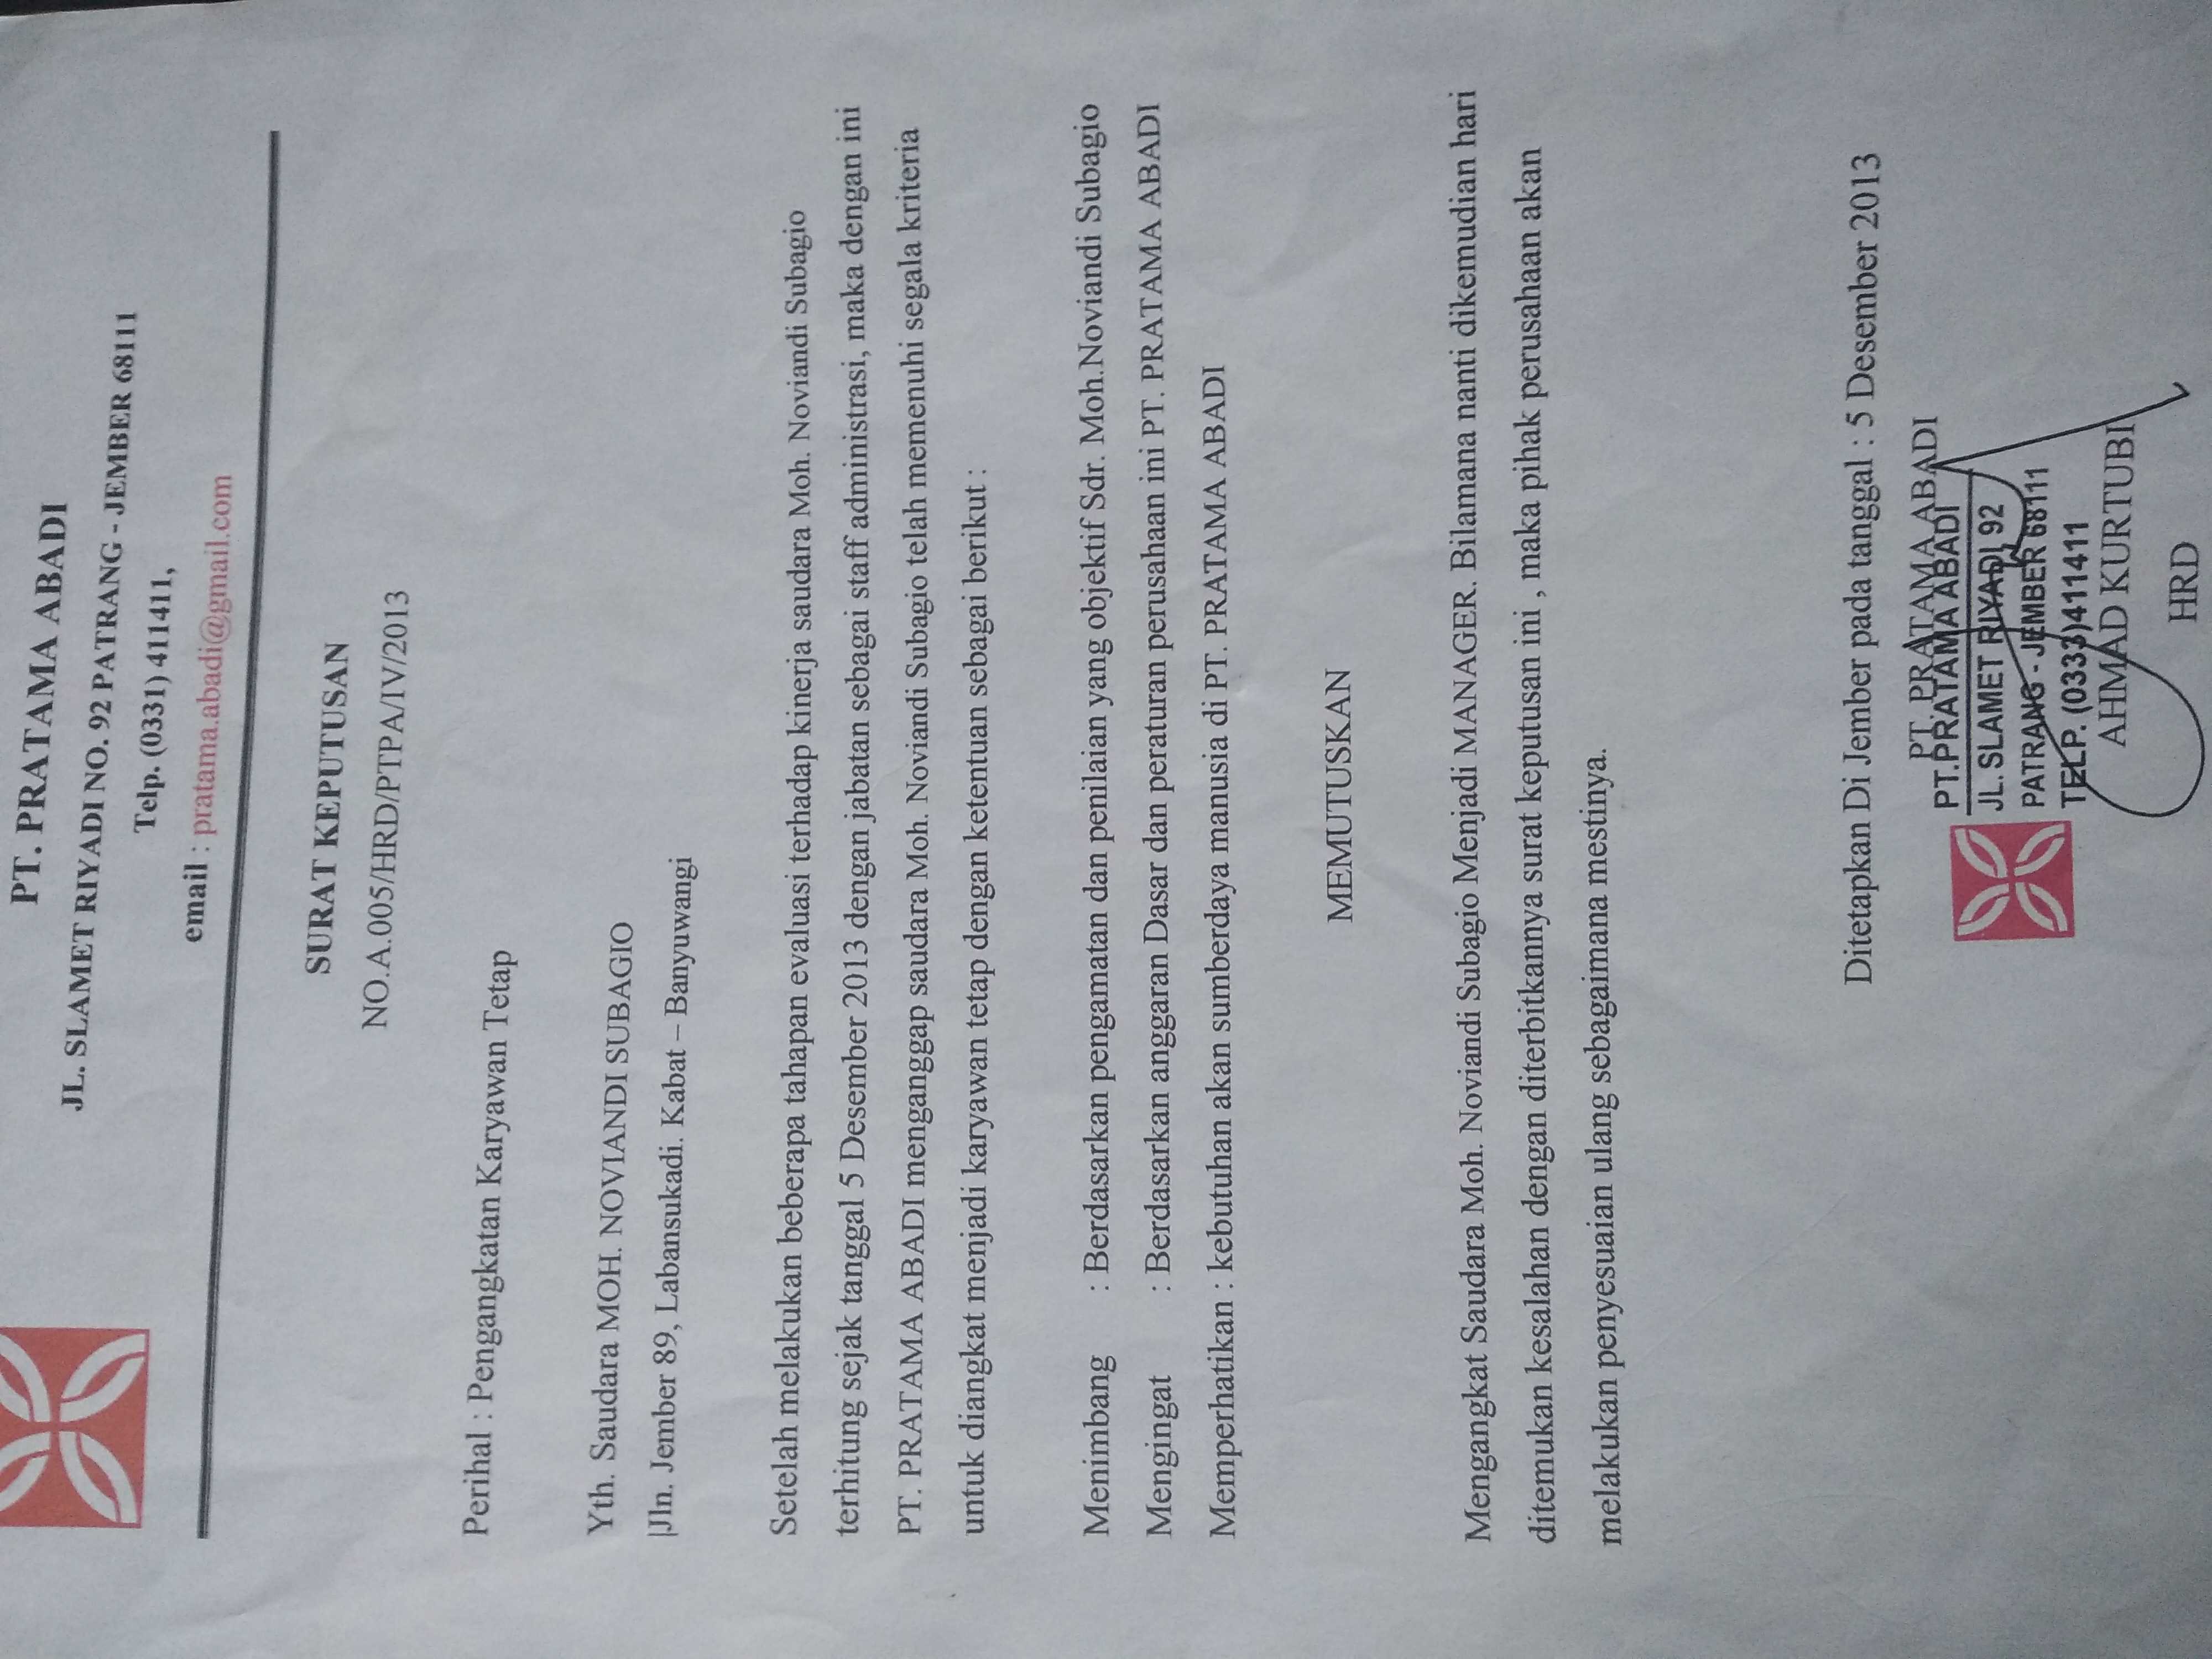 PT. PRATAMA ABADI
JL. SLAMET RIYADI NO. 92 PATRANG - JEMBER 68111
Telp. (0331) 411411,
email : pratama.abadi@gmail.com
SURAT KEPUTUSAN
NO.A.005/HRD/PTPA/IV/2013
Perihal : Pengangkatan Karyawan Tetap
Yth. Saudara MOH. NOVIANDI SUBAGIO
|Jln. Jember 89, Labansukadi. Kabat – Banyuwangi
Setelah melakukan beberapa tahapan evaluasi terhadap kinerja saudara Moh. Noviandi Subagio
terhitung sejak tanggal 5 Desember 2013 dengan jabatan sebagai staff administrasi, maka dengan ini
PT. PRATAMA ABADI menganggap saudara Moh. Noviandi Subagio telah memenuhi segala kriteria
untuk diangkat menjadi karyawan tetap dengan ketentuan sebagai berikut :
Menimbang : Berdasarkan pengamatan dan penilaian yang objektif Sdr. Moh.Noviandi Subagio
Mengingat : Berdasarkan anggaran Dasar dan peraturan perusahaan ini PT. PRATAMA ABADI
Memperhatikan : kebutuhan akan sumberdaya manusia di PT. PRATAMA ABADI
MEMUTUSKAN
Mengangkat Saudara Moh. Noviandi Subagio Menjadi MANAGER. Bilamana nanti dikemudian hari
ditemukan kesalahan dengan diterbitkannya surat keputusan ini , maka pihak perusahaan akan
melakukan penyesuaian ulang sebagaimana mestinya.
Ditetapkan Di Jember pada tanggal : 5 Desember 2013
PT. PRATAMA ABADI
PT.PRATAMA ABADI
JL. SLAMET RIYADI 92
PATRANG - JEMBER 68111
TELP. (0333)411411
AHMAD KURTUBI
HRD